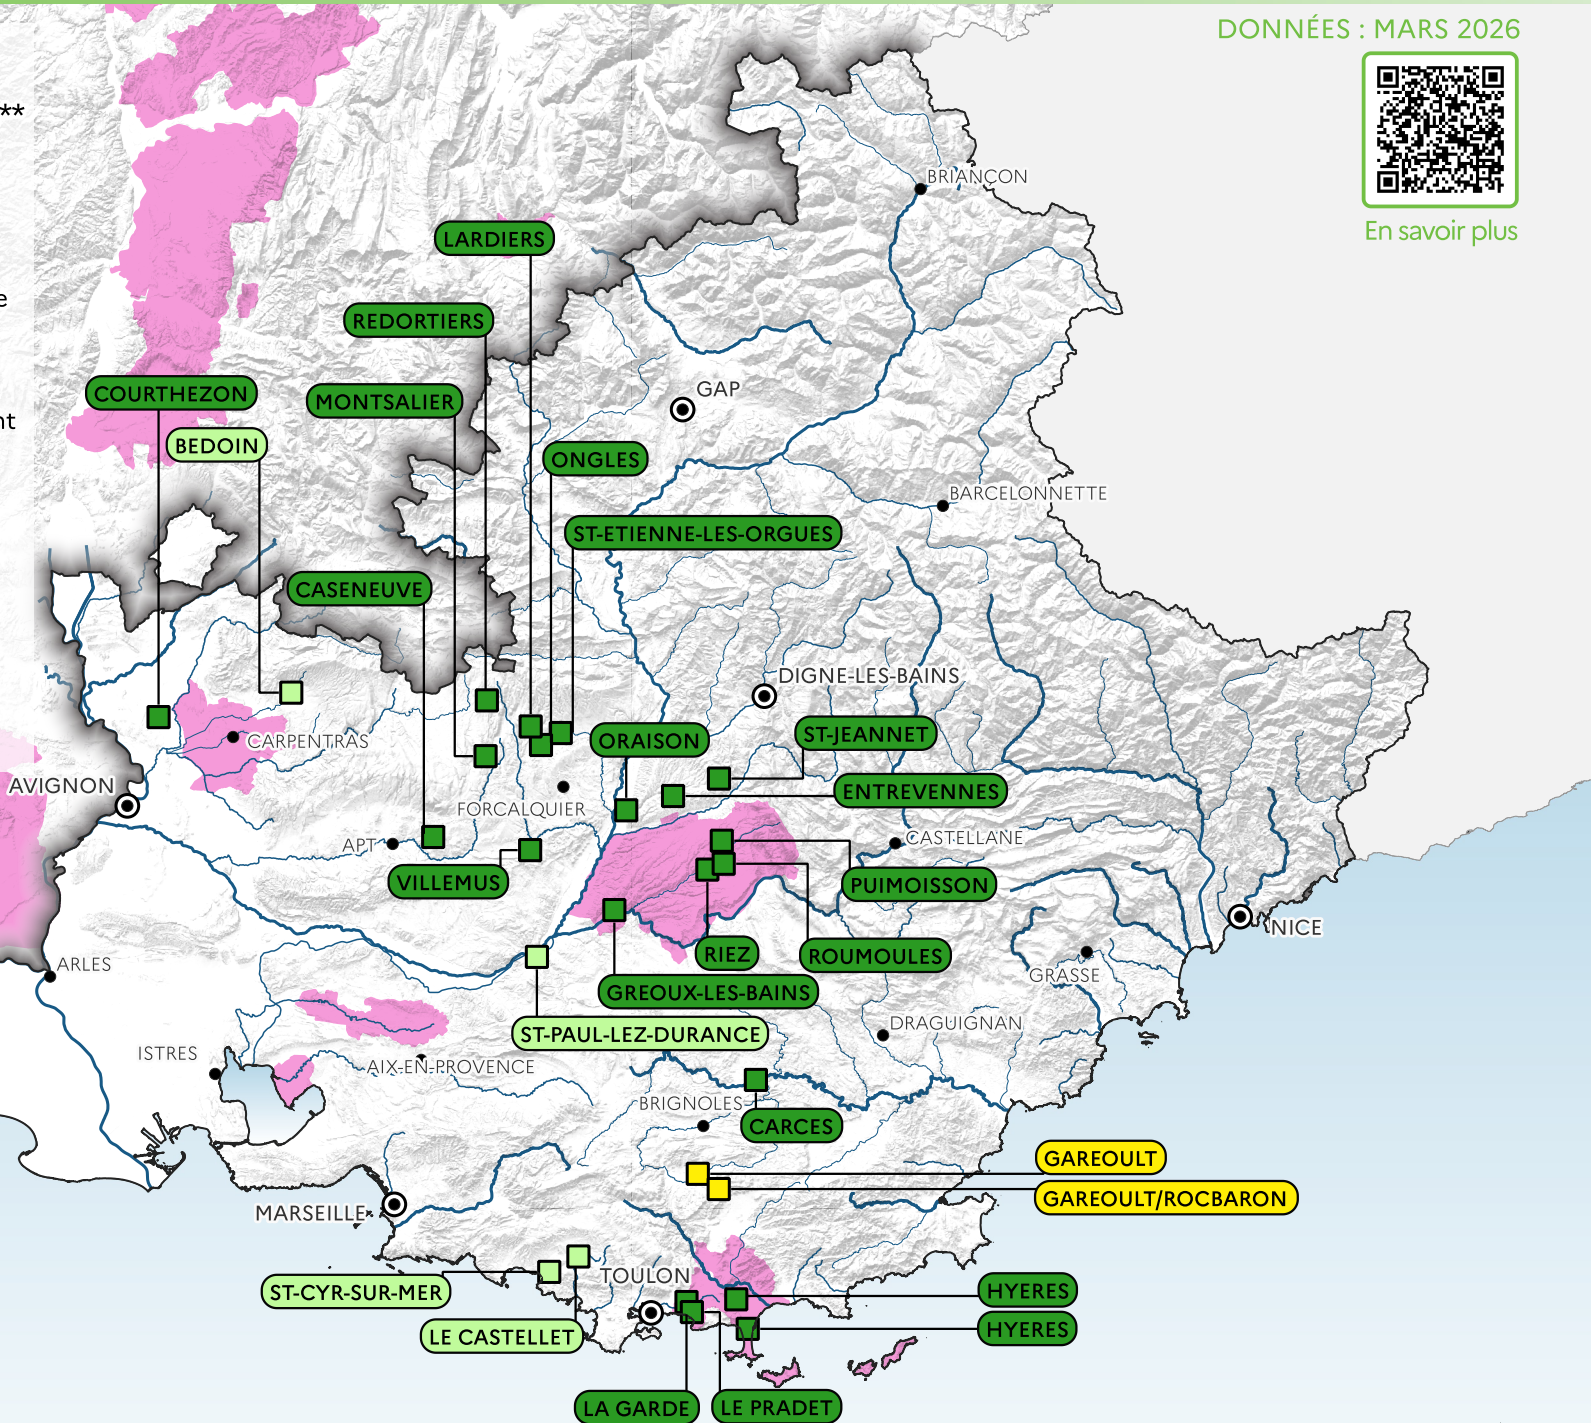 DONNÉES : MARS 2026
**
BRIANÇON
En savoir plus
LARDIERS
e
REDORTIERS
GAP
COURTHEZON
MONTSALIER
nt
BEDOIN
ONGLES
BARCELONNETTE
ST-ETIENNE-LES-ORGUES
CASENEUVE
DIGNE-LES-BAINS
CARPENTRAS
ORAISON
ST-JEANNET
AVIGNON
FORCALQUIER
ENTREVENNES
APT
CASTELLANE
VILLEMUS
PUIMOISSON
NICE
ARLES
RIEZ
ROUMOULES
GRASSE
GREOUX-LES-BAINS
ST-PAUL-LEZ-DURANCE
DRAGUIGNAN
ISTRES
AIX-EN-PROVENCE
BRIGNOLES
CARCES
GAREOULT
GAREOULT/ROCBARON
MARSEILLE
TOULON
ST-CYR-SUR-MER
HYERES
LE CASTELLET
HYERES
LA GARDE
LE PRADET